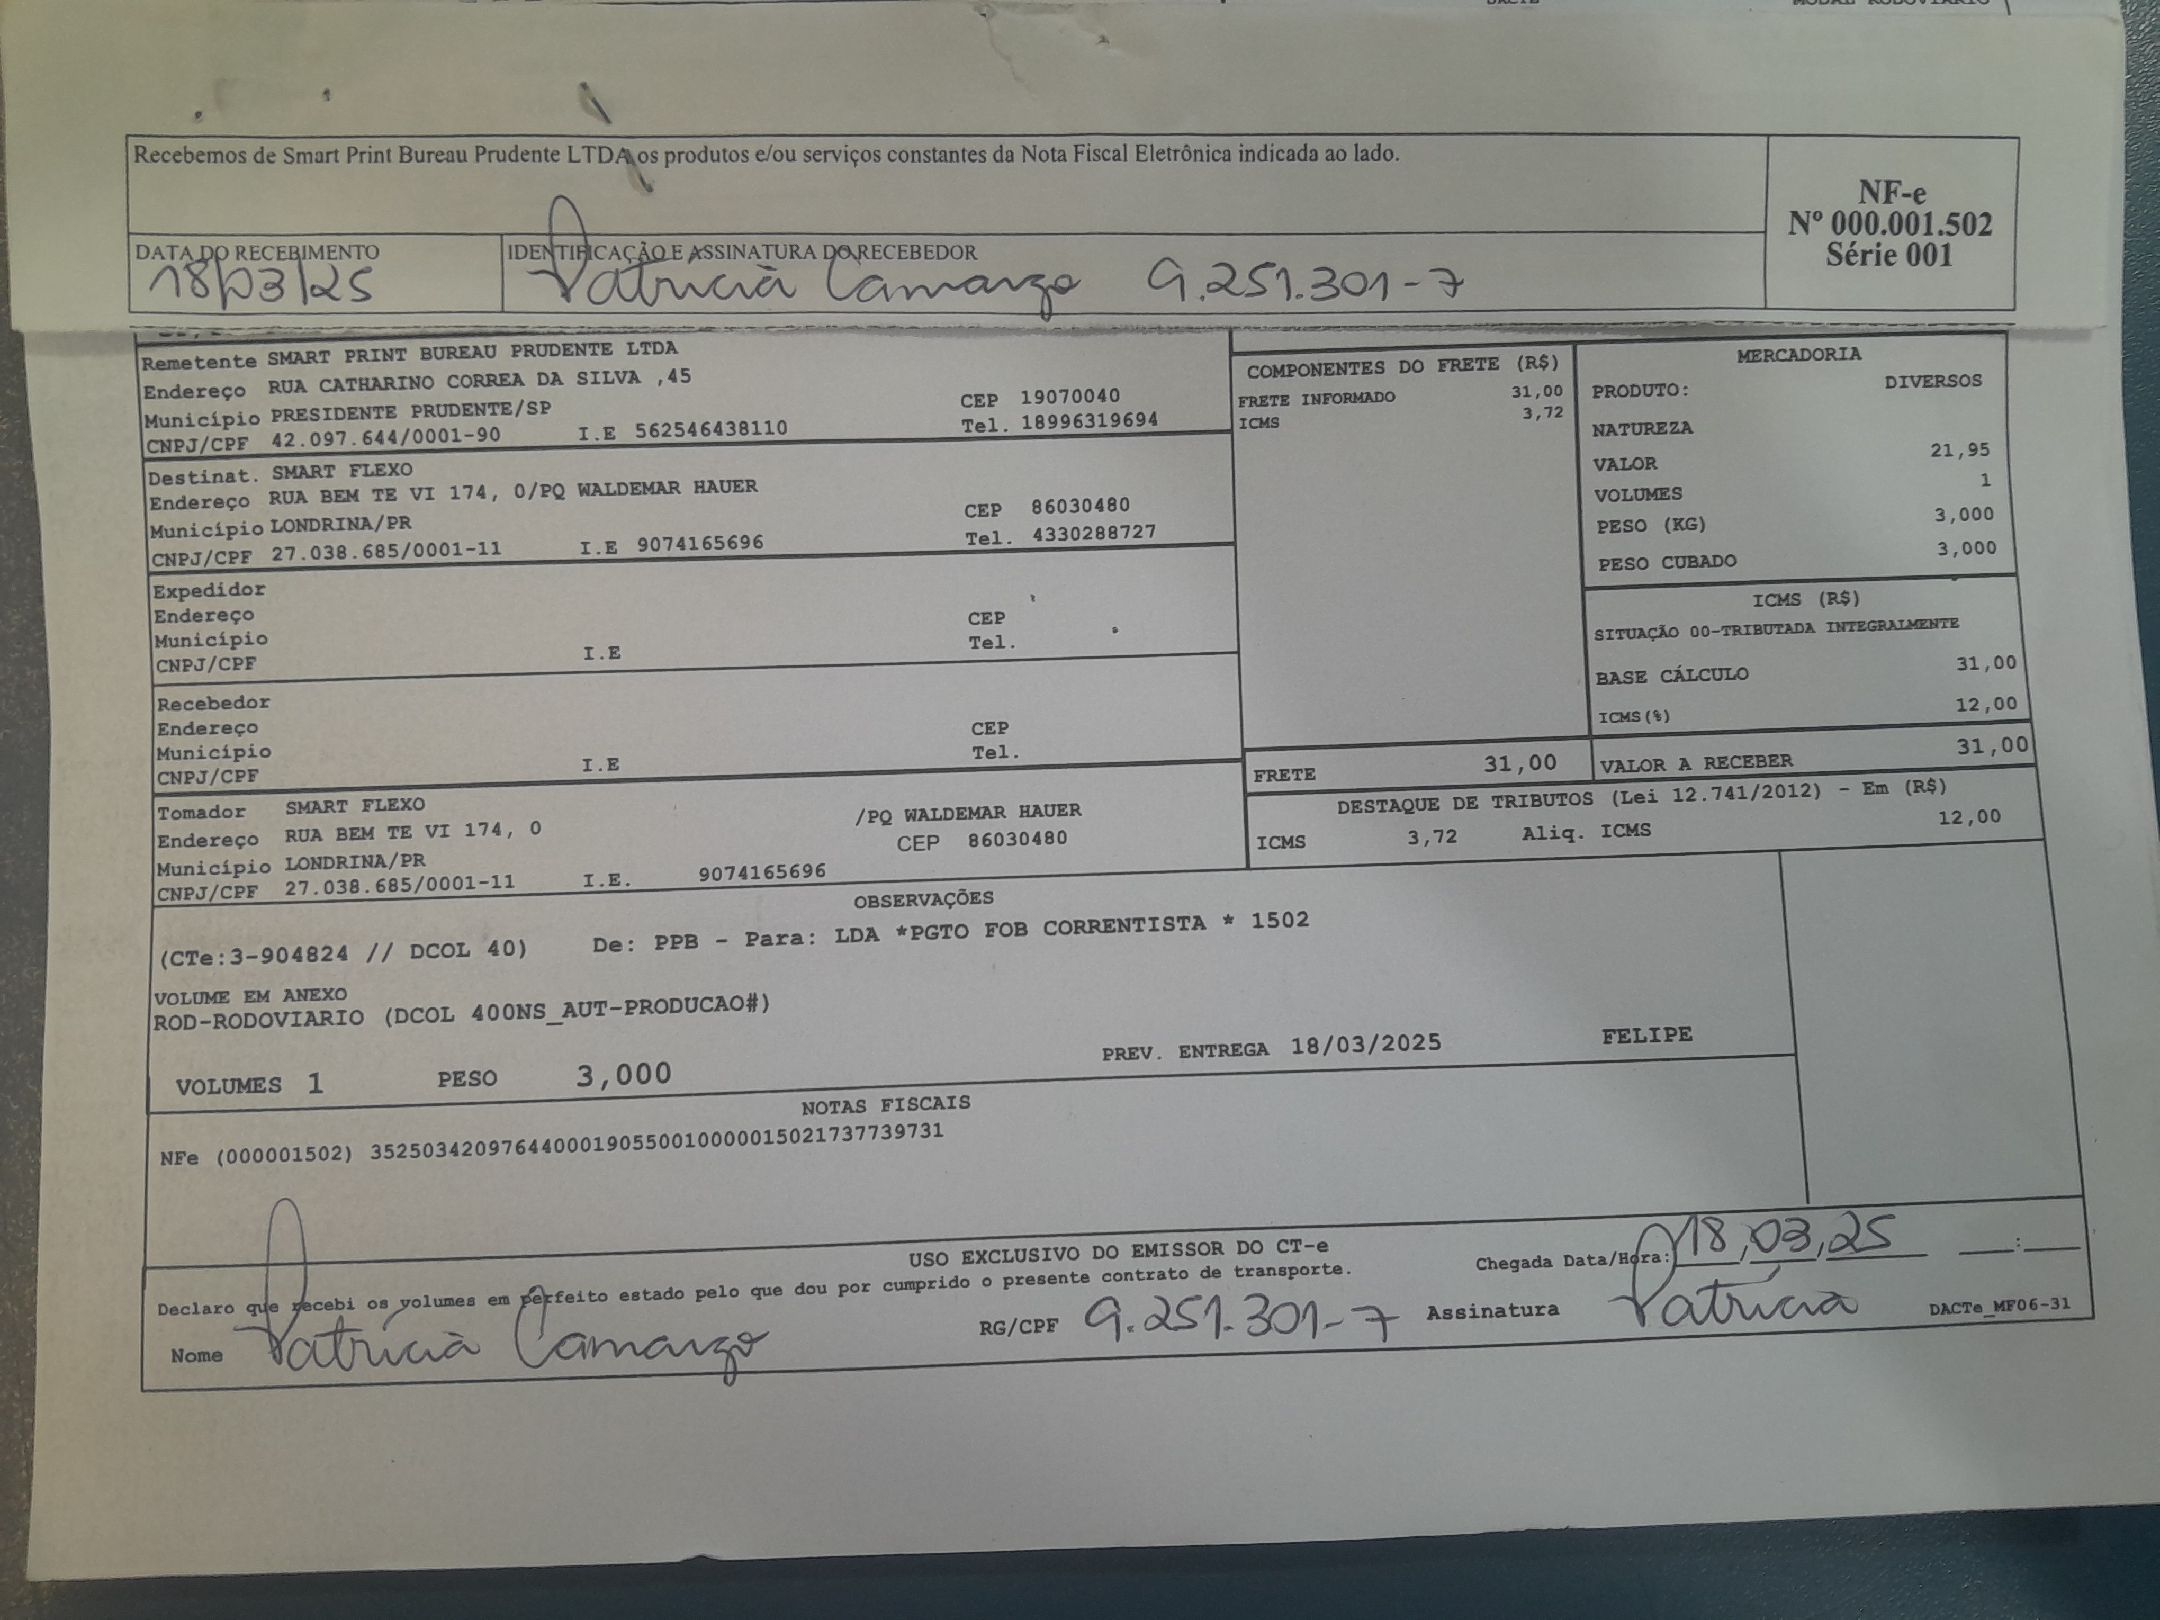 MODAL RODOVIÁRIO
Recebemos de Smart Print Bureau Prudente LTDA os produtos e/ou serviços constantes da Nota Fiscal Eletrônica indicada ao lado.
NF-e
Nº 000.001.502
Série 001
DATA DO RECEBIMENTO
18/03/25
IDENTIFICAÇÃO E ASSINATURA DO RECEBEDOR
Patrícia Camargo 9.251.301-7
Remetente SMART PRINT BUREAU PRUDENTE LTDA
Endereço RUA CATHARINO CORREA DA SILVA ,45
Município PRESIDENTE PRUDENTE/SP CEP 19070040
CNPJ/CPF 42.097.644/0001-90 I.E 562546438110 Tel. 18996319694
Destinat. SMART FLEXO
Endereço RUA BEM TE VI 174, 0/PQ WALDEMAR HAUER
Município LONDRINA/PR CEP 86030480
CNPJ/CPF 27.038.685/0001-11 I.E 9074165696 Tel. 4330288727
Expedidor
Endereço
Município CEP
CNPJ/CPF I.E Tel.
Recebedor
Endereço
Município CEP
CNPJ/CPF I.E Tel.
Tomador SMART FLEXO
Endereço RUA BEM TE VI 174, 0 /PQ WALDEMAR HAUER
Município LONDRINA/PR CEP 86030480
CNPJ/CPF 27.038.685/0001-11 I.E. 9074165696
COMPONENTES DO FRETE (R$)
FRETE INFORMADO 31,00
ICMS 3,72
MERCADORIA
PRODUTO: DIVERSOS
NATUREZA
VALOR 21,95
VOLUMES 1
PESO (KG) 3,000
PESO CUBADO 3,000
ICMS (R$)
SITUAÇÃO 00-TRIBUTADA INTEGRALMENTE
BASE CÁLCULO 31,00
ICMS(%) 12,00
FRETE 31,00 VALOR A RECEBER 31,00
DESTAQUE DE TRIBUTOS (Lei 12.741/2012) - Em (R$)
ICMS 3,72 Aliq. ICMS 12,00
OBSERVAÇÕES
(CTe:3-904824 // DCOL 40) De: PPB - Para: LDA *PGTO FOB CORRENTISTA * 1502
VOLUME EM ANEXO
ROD-RODOVIARIO (DCOL 400NS_AUT-PRODUCAO#)
VOLUMES 1 PESO 3,000 PREV. ENTREGA 18/03/2025 FELIPE
NOTAS FISCAIS
NFe (000001502) 35250342097644000190550010000015021737739731
USO EXCLUSIVO DO EMISSOR DO CT-e
Chegada Data/Hora: 18,03,25 ___:___
Declaro que recebi os volumes em perfeito estado pelo que dou por cumprido o presente contrato de transporte.
Nome Patrícia Camargo RG/CPF 9.251.301-7 Assinatura Patrícia DACTe_MF06-31